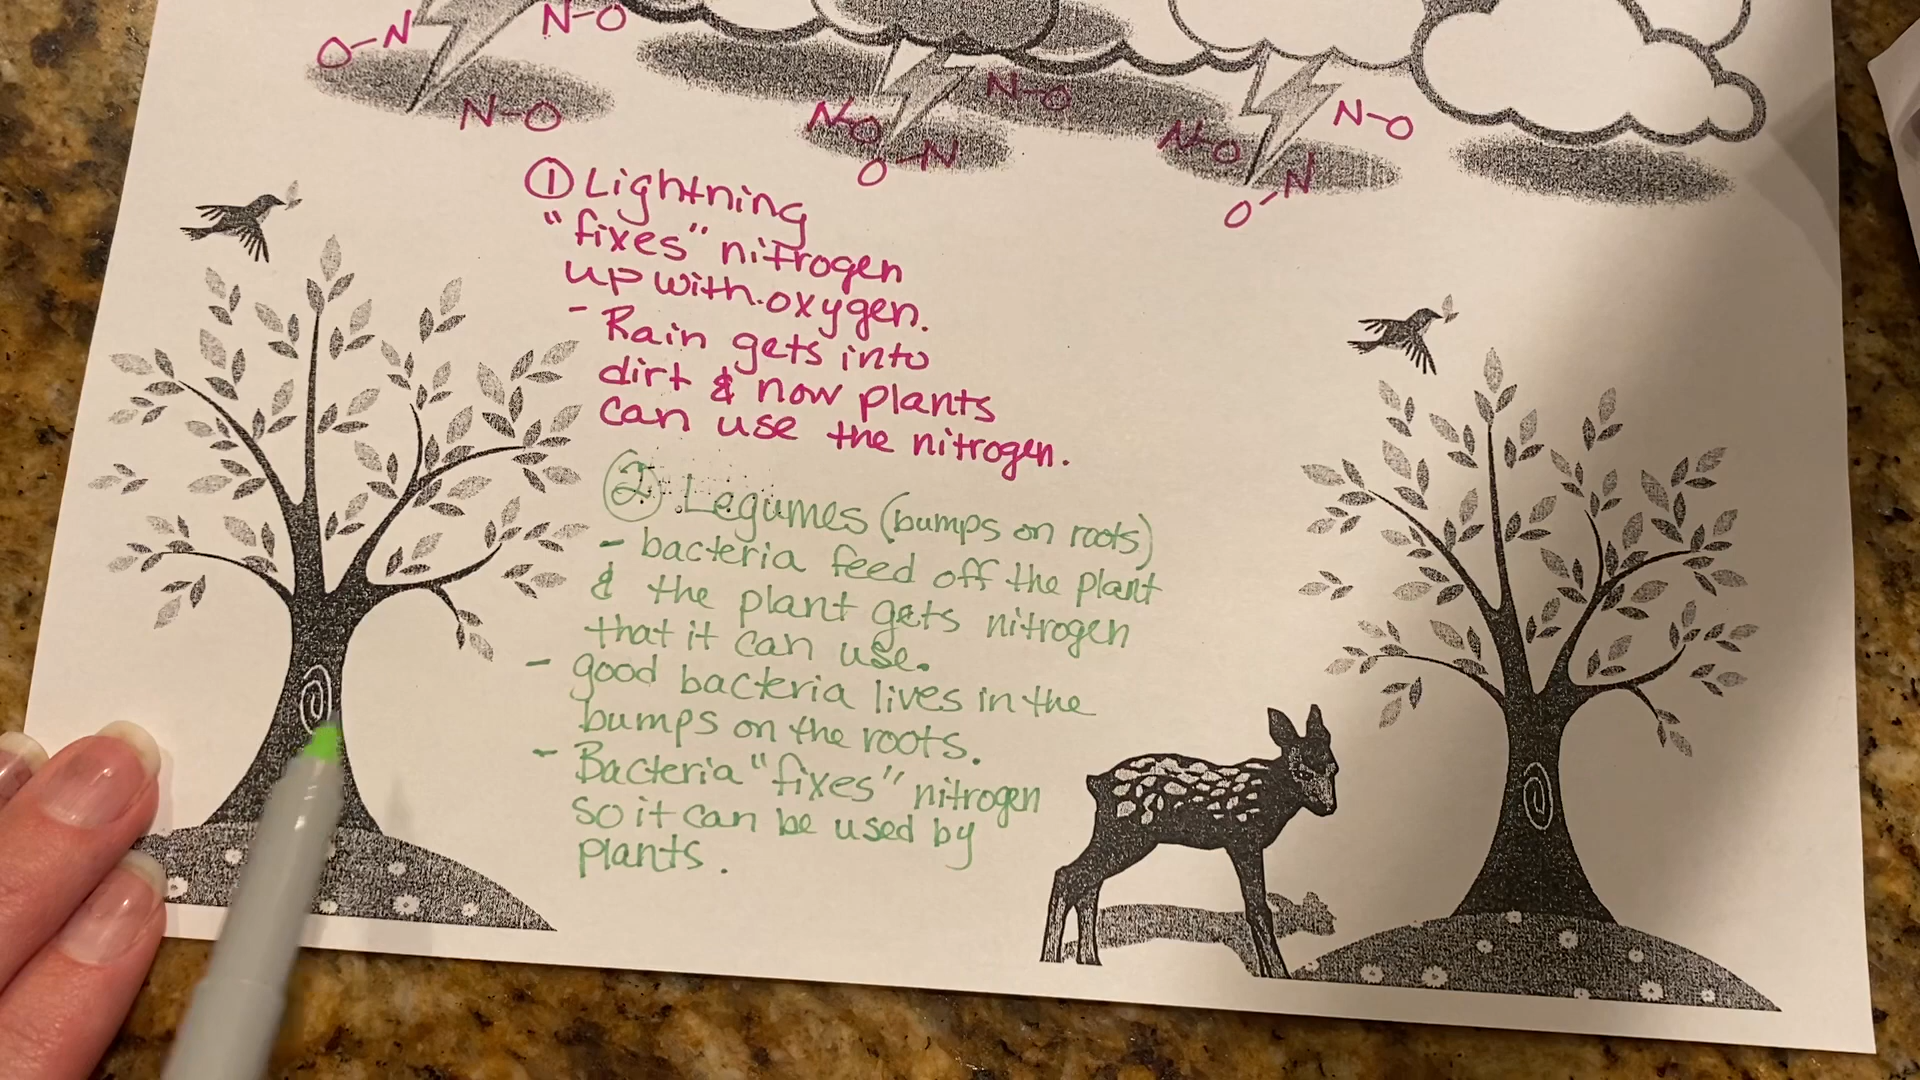 O-N N-O
N-O
N-O
N-O
O-N
N-O
N-O
O-N
① Lightning
"fixes" nitrogen
up with oxygen.
- Rain gets into
dirt & now plants
can use the nitrogen.
② Legumes (bumps on roots)
- bacteria feed off the plant
& the plant gets nitrogen
that it can use.
- good bacteria lives in the
bumps on the roots.
- Bacteria "fixes" nitrogen
so it can be used by
plants.